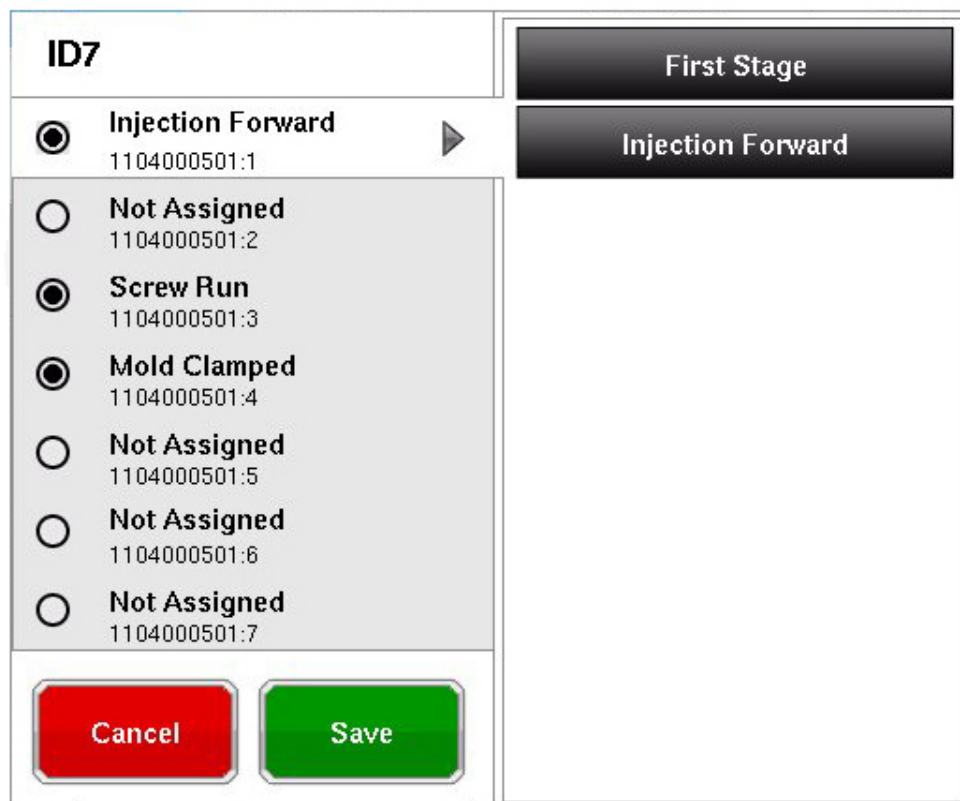 ID7
Injection Forward
1104000501:1
Not Assigned
1104000501:2
Screw Run
1104000501:3
Mold Clamped
1104000501:4
Not Assigned
1104000501:5
Not Assigned
1104000501:6
Not Assigned
1104000501:7
Cancel
Save
First Stage
Injection Forward